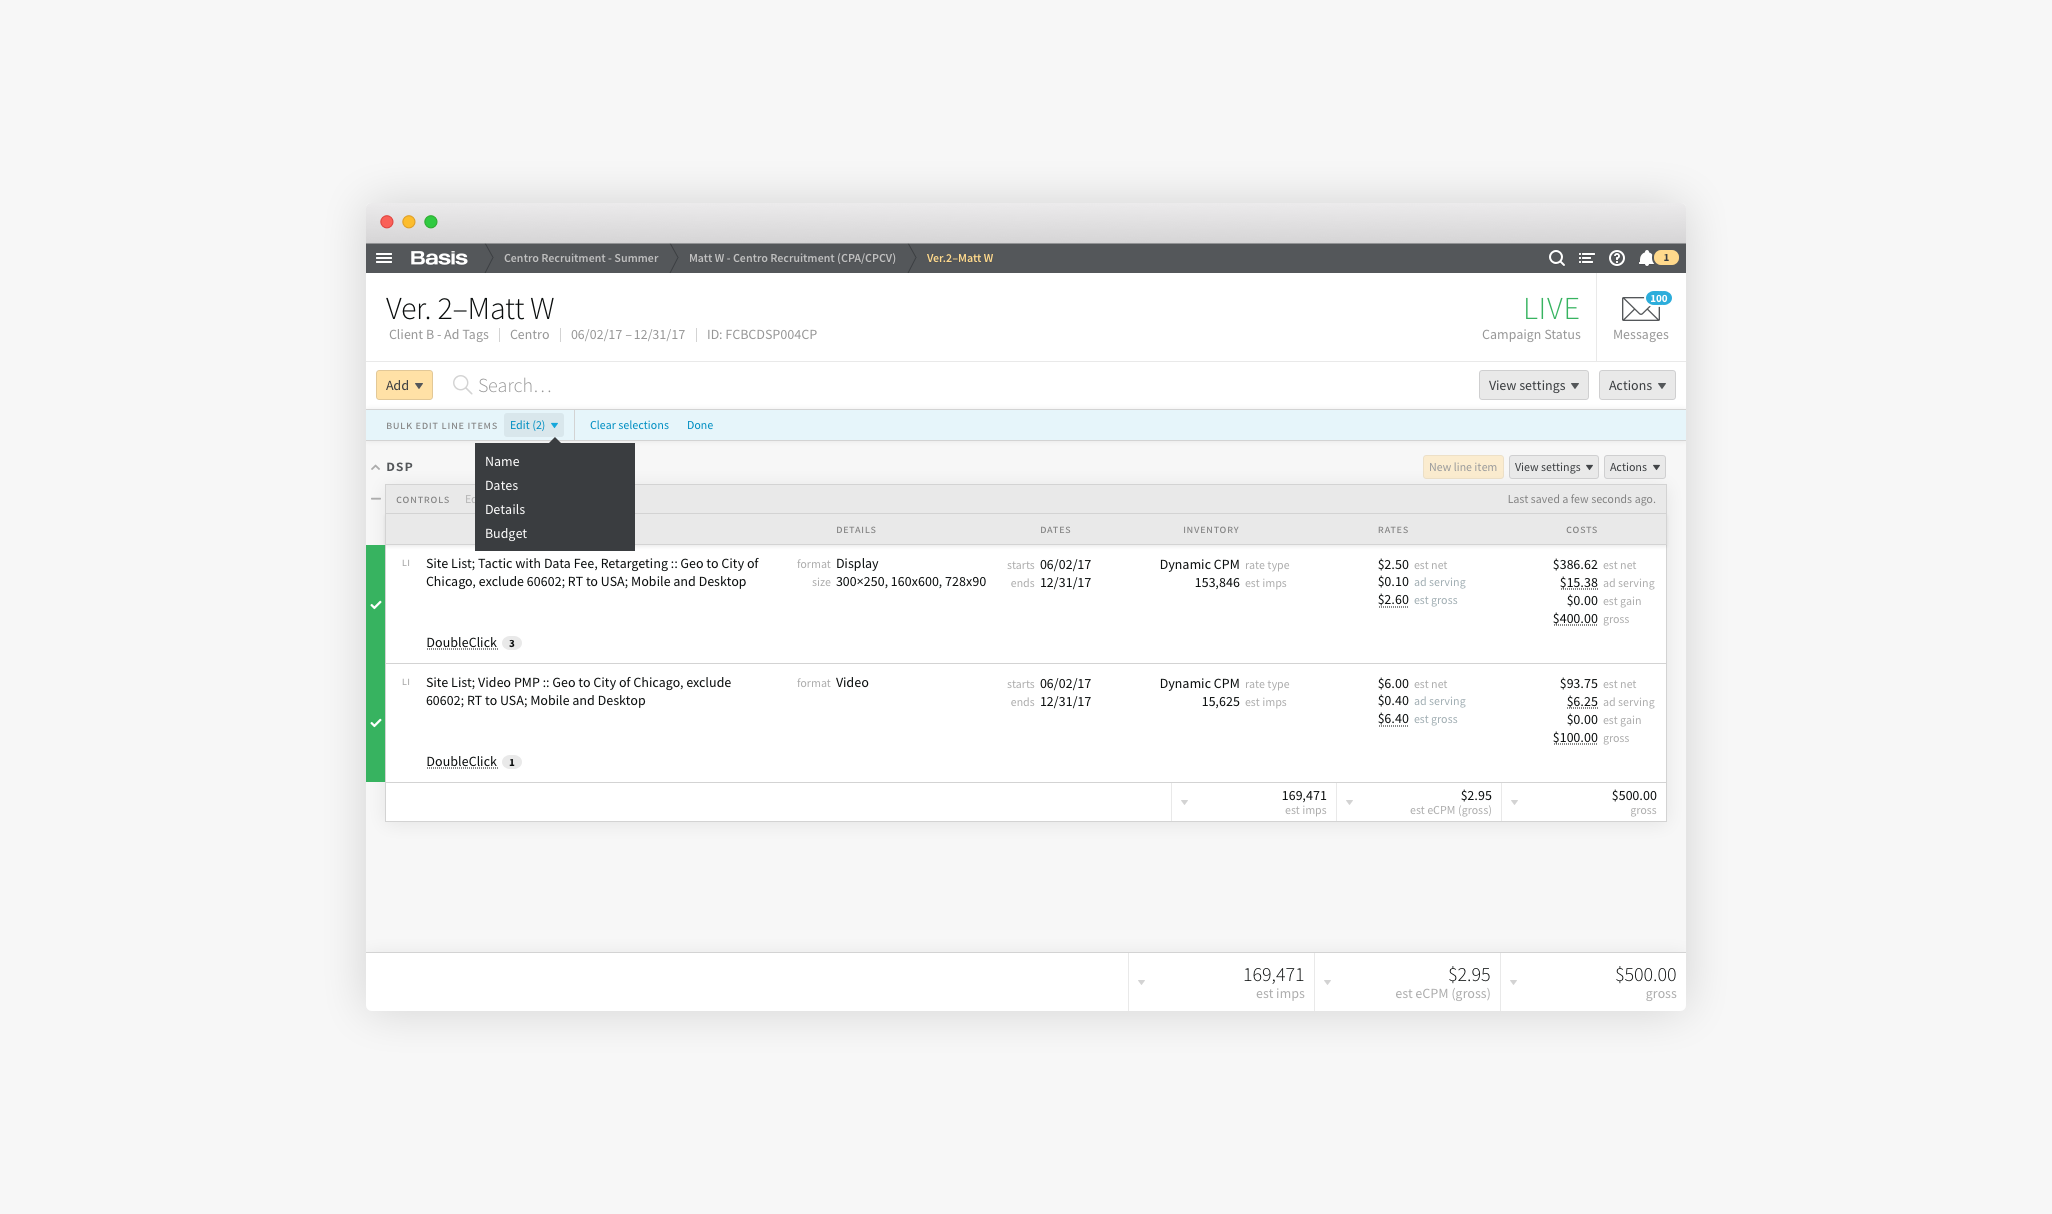 Basis
Centro Recruitment - Summer
Matt W - Centro Recruitment (CPA/CPCV)
Ver.2–Matt W
1
Ver. 2–Matt W
Client B - Ad Tags
Centro
06/02/17 – 12/31/17
ID: FCBCDSP004CP
LIVE
Campaign Status
100
Messages
Add
Search…
View settings
Actions
BULK EDIT LINE ITEMS
Edit (2)
Clear selections
Done
Name
Dates
Details
Budget
DSP
New line item
View settings
Actions
CONTROLS
Last saved a few seconds ago.
DETAILS
DATES
INVENTORY
RATES
COSTS
LI
Site List; Tactic with Data Fee, Retargeting :: Geo to City of
Chicago, exclude 60602; RT to USA; Mobile and Desktop
DoubleClick 3
format Display
size 300×250, 160x600, 728x90
starts 06/02/17
ends 12/31/17
Dynamic CPM rate type
153,846 est imps
$2.50 est net
$0.10 ad serving
$2.60 est gross
$386.62 est net
$15.38 ad serving
$0.00 est gain
$400.00 gross
LI
Site List; Video PMP :: Geo to City of Chicago, exclude
60602; RT to USA; Mobile and Desktop
DoubleClick 1
format Video
starts 06/02/17
ends 12/31/17
Dynamic CPM rate type
15,625 est imps
$6.00 est net
$0.40 ad serving
$6.40 est gross
$93.75 est net
$6.25 ad serving
$0.00 est gain
$100.00 gross
169,471
est imps
$2.95
est eCPM (gross)
$500.00
gross
169,471
est imps
$2.95
est eCPM (gross)
$500.00
gross